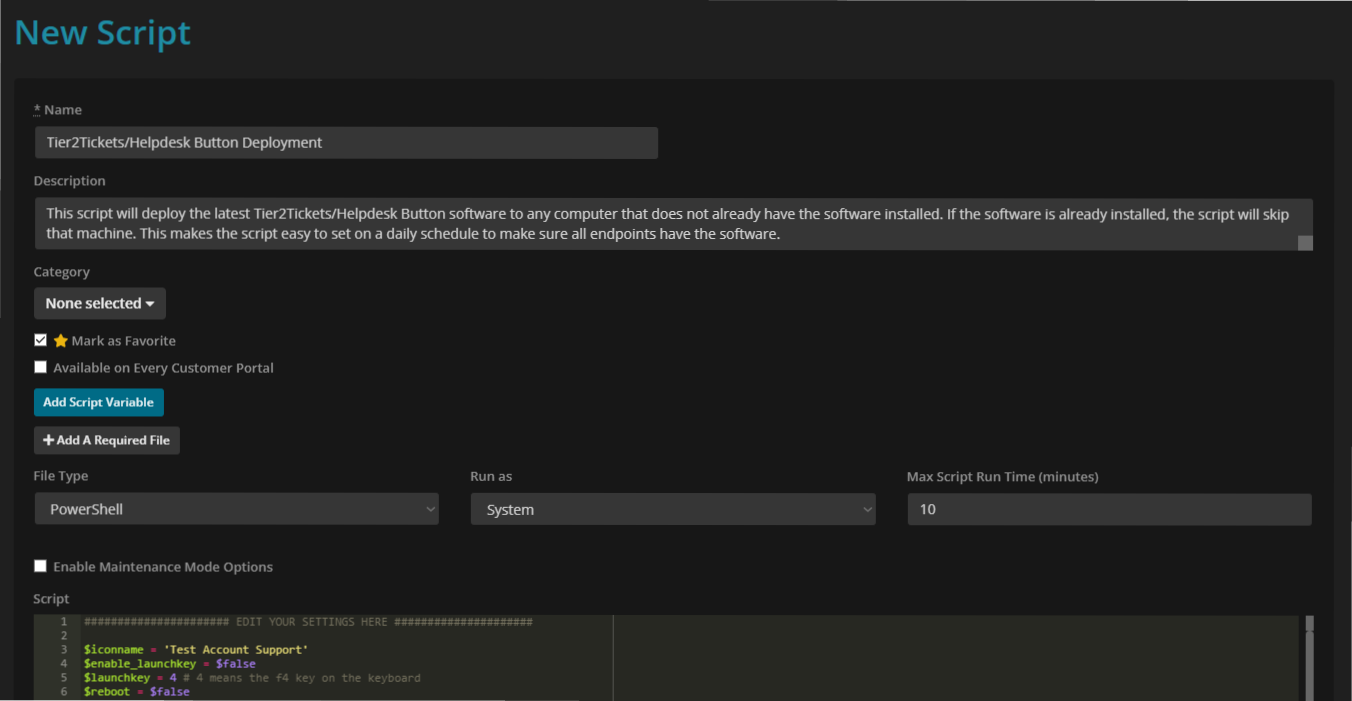 New Script
* Name
Tier2Tickets/Helpdesk Button Deployment
Description
This script will deploy the latest Tier2Tickets/Helpdesk Button software to any computer that does not already have the software installed. If the software is already installed, the script will skip
that machine. This makes the script easy to set on a daily schedule to make sure all endpoints have the software.
Category
None selected
Mark as Favorite
Available on Every Customer Portal
Add Script Variable
+ Add A Required File
File Type Run as Max Script Run Time (minutes)
PowerShell System 10
Enable Maintenance Mode Options
Script
1 ###################### EDIT YOUR SETTINGS HERE #####################
2
3 $iconname = 'Test Account Support'
4 $enable_launchkey = $false
5 $launchkey = 4 # 4 means the f4 key on the keyboard
6 $reboot = $false